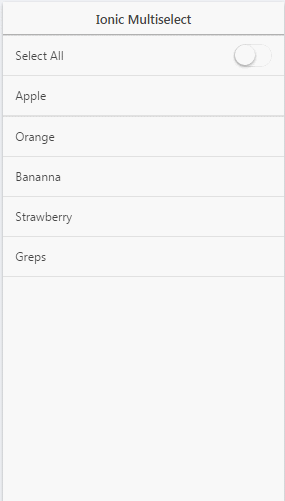 Ionic Multiselect
Select All
Apple
Orange
Bananna
Strawberry
Greps